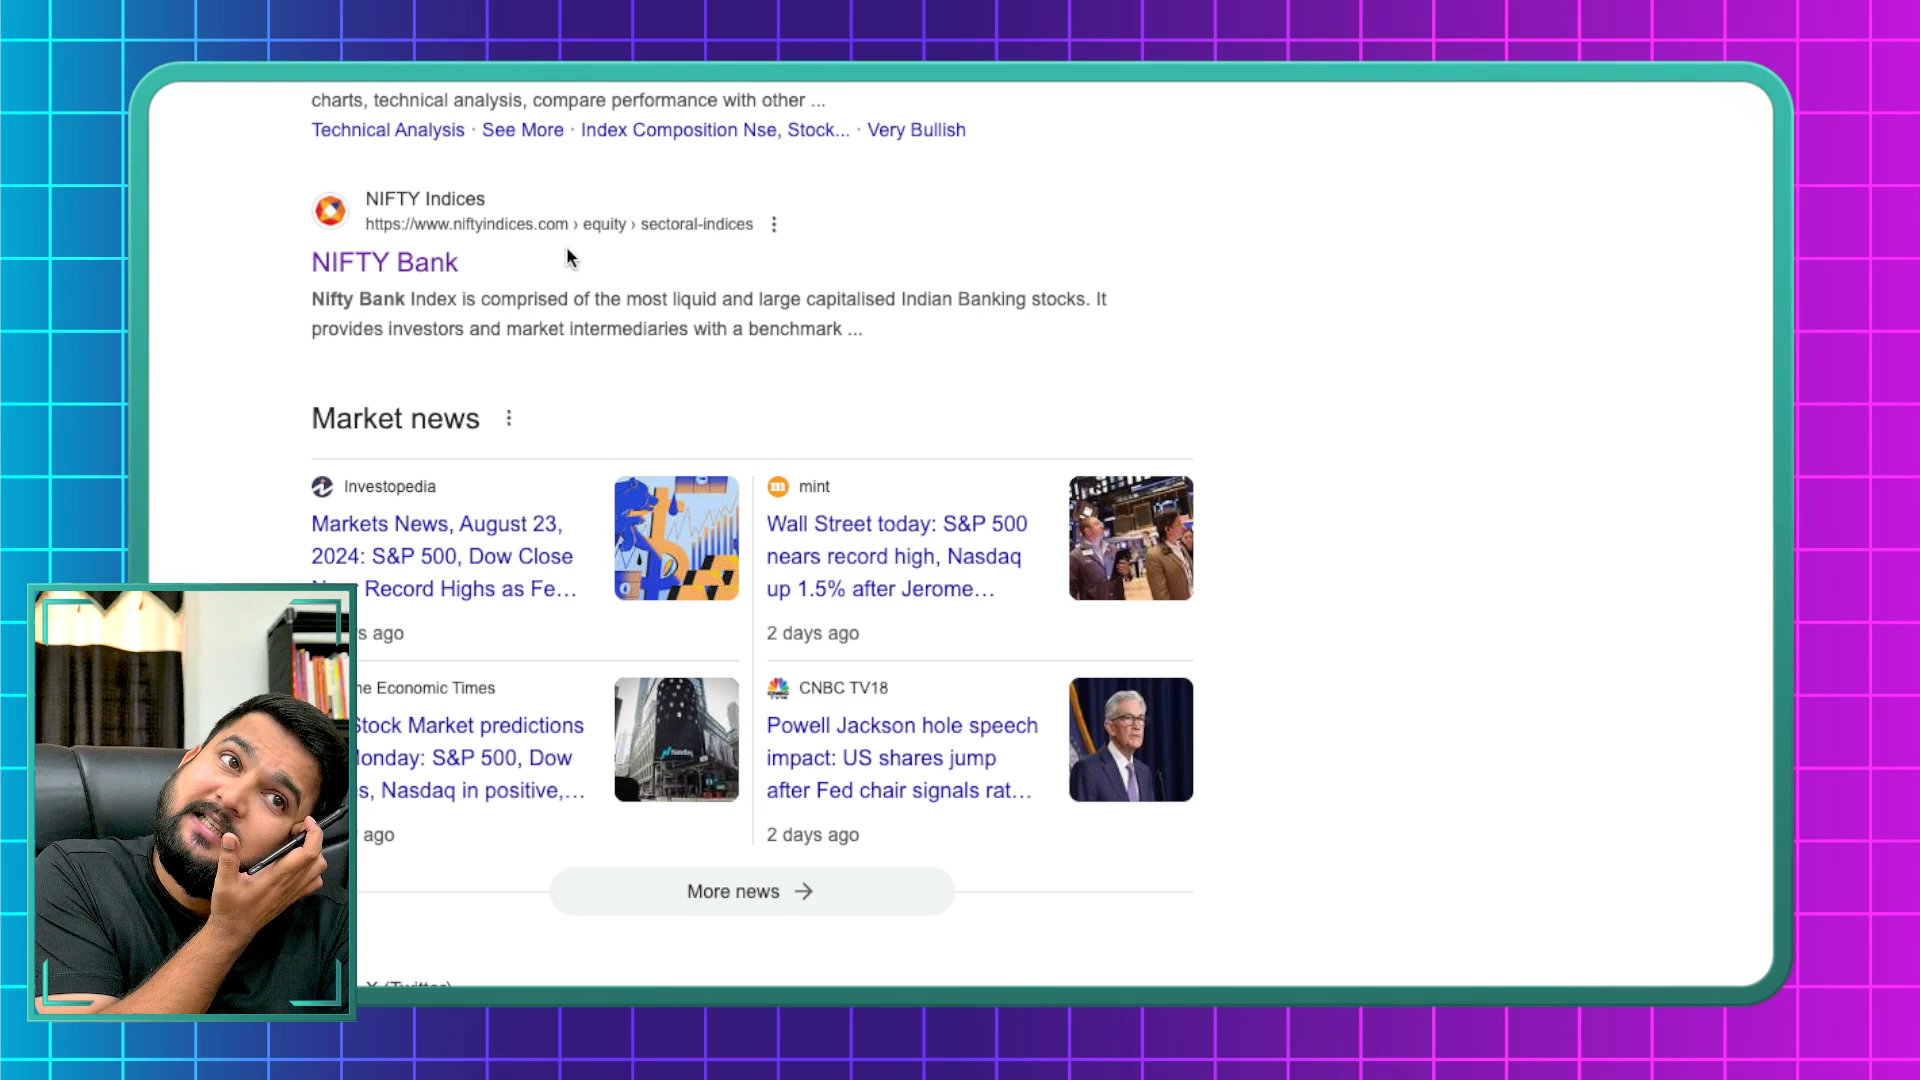 charts, technical analysis, compare performance with other ...
Technical Analysis · See More · Index Composition Nse, Stock... · Very Bullish
NIFTY Indices
https://www.niftyindices.com › equity › sectoral-indices
NIFTY Bank
Nifty Bank Index is comprised of the most liquid and large capitalised Indian Banking stocks. It
provides investors and market intermediaries with a benchmark ...
Market news
Investopedia
Markets News, August 23,
2024: S&P 500, Dow Close
Record Highs as Fe...
ago
mint
Wall Street today: S&P 500
nears record high, Nasdaq
up 1.5% after Jerome...
2 days ago
Economic Times
Stock Market predictions
S&P 500, Dow
Nasdaq in positive,...
ago
CNBC TV18
Powell Jackson hole speech
impact: US shares jump
after Fed chair signals rat...
2 days ago
More news →
X (Twitter)